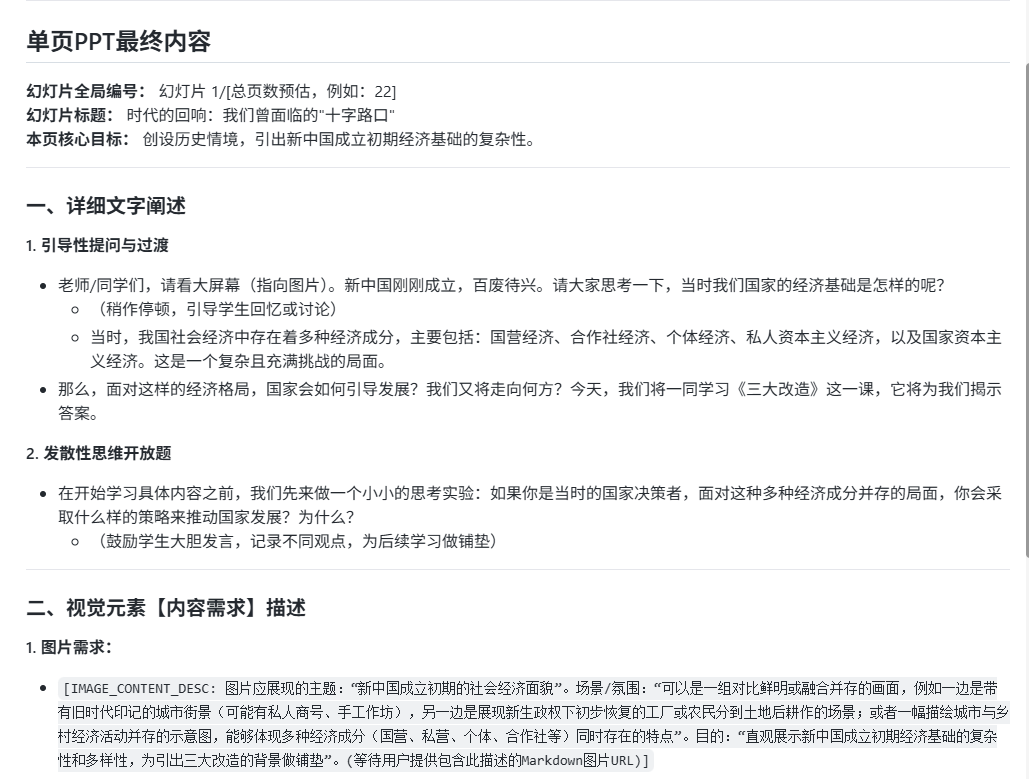 单页PPT最终内容
幻灯片全局编号： 幻灯片 1/[总页数预估，例如：22]
幻灯片标题： 时代的回响：我们曾面临的"十字路口"
本页核心目标： 创设历史情境，引出新中国成立初期经济基础的复杂性。
一、详细文字阐述
1. 引导性提问与过渡
老师/同学们，请看大屏幕（指向图片）。新中国刚刚成立，百废待兴。请大家思考一下，当时我们国家的经济基础是怎样的呢？
（稍作停顿，引导学生回忆或讨论）
当时，我国社会经济中存在着多种经济成分，主要包括：国营经济、合作社经济、个体经济、私人资本主义经济，以及国家资本主
义经济。这是一个复杂且充满挑战的局面。
那么，面对这样的经济格局，国家会如何引导发展？我们又将走向何方？今天，我们将一同学习《三大改造》这一课，它将为我们揭示
答案。
2. 发散性思维开放题
在开始学习具体内容之前，我们先来做一个小小的思考实验：如果你是当时的国家决策者，面对这种多种经济成分并存的局面，你会采
取什么样的策略来推动国家发展？为什么？
（鼓励学生大胆发言，记录不同观点，为后续学习做铺垫）
二、视觉元素【内容需求】描述
1. 图片需求：
[IMAGE_CONTENT_DESC: 图片应展现的主题：“新中国成立初期的社会经济面貌”。场景/氛围：“可以是一组对比鲜明或融合并存的画面，例如一边是带
有旧时代印记的城市街景（可能有私人商号、手工作坊），另一边是展现新生政权下初步恢复的工厂或农民分到土地后耕作的场景；或者一幅描绘城市与乡
村经济活动并存的示意图，能够体现多种经济成分（国营、私营、个体、合作社等）同时存在的特点”。目的：“直观展示新中国成立初期经济基础的复杂
性和多样性，为引出三大改造的背景做铺垫”。(等待用户提供包含此描述的Markdown图片URL)]